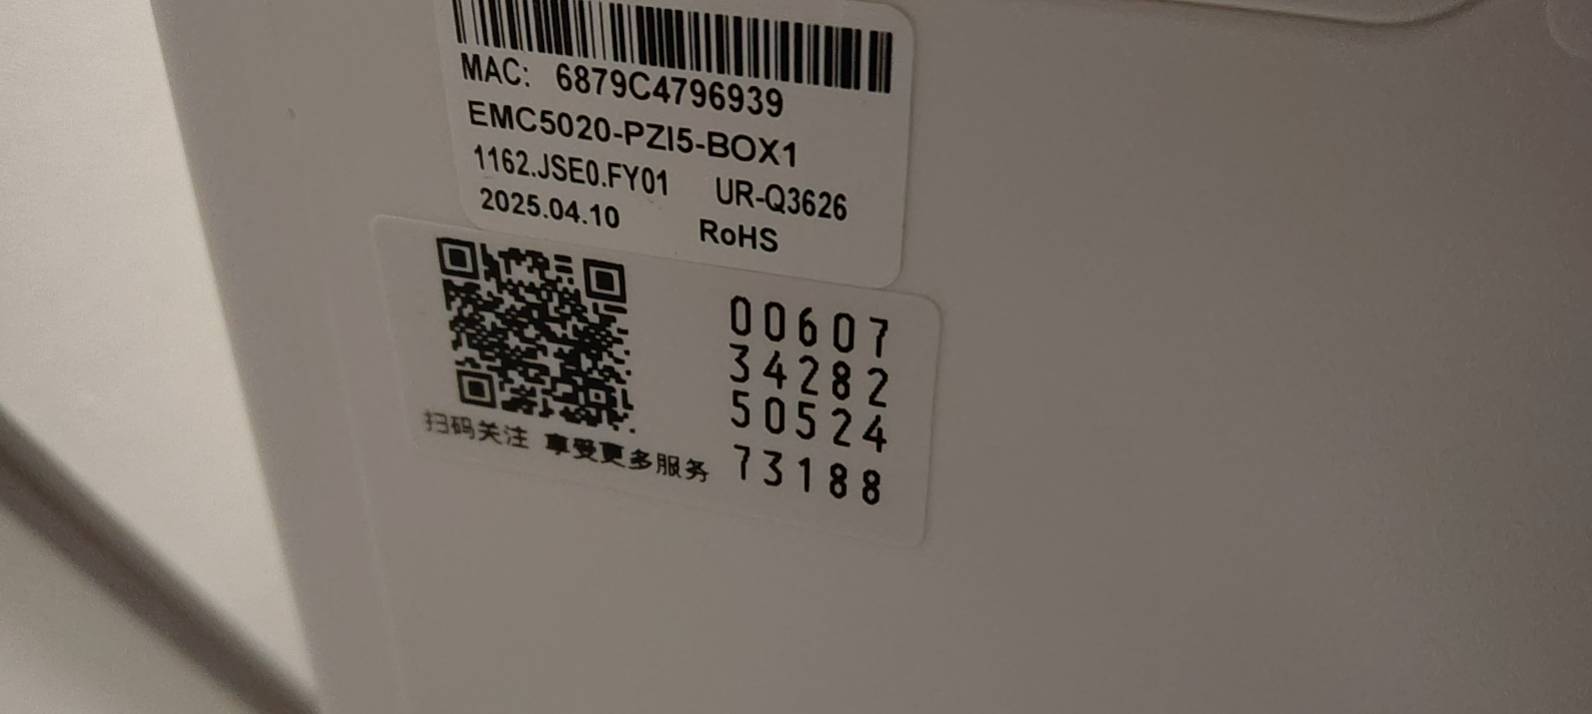 MAC: 6879C4796939
EMC5020-PZI5-BOX1
1162.JSE0.FY01 UR-Q3626
2025.04.10 RoHS
00607
34282
50524
73188
扫码关注 享受更多服务